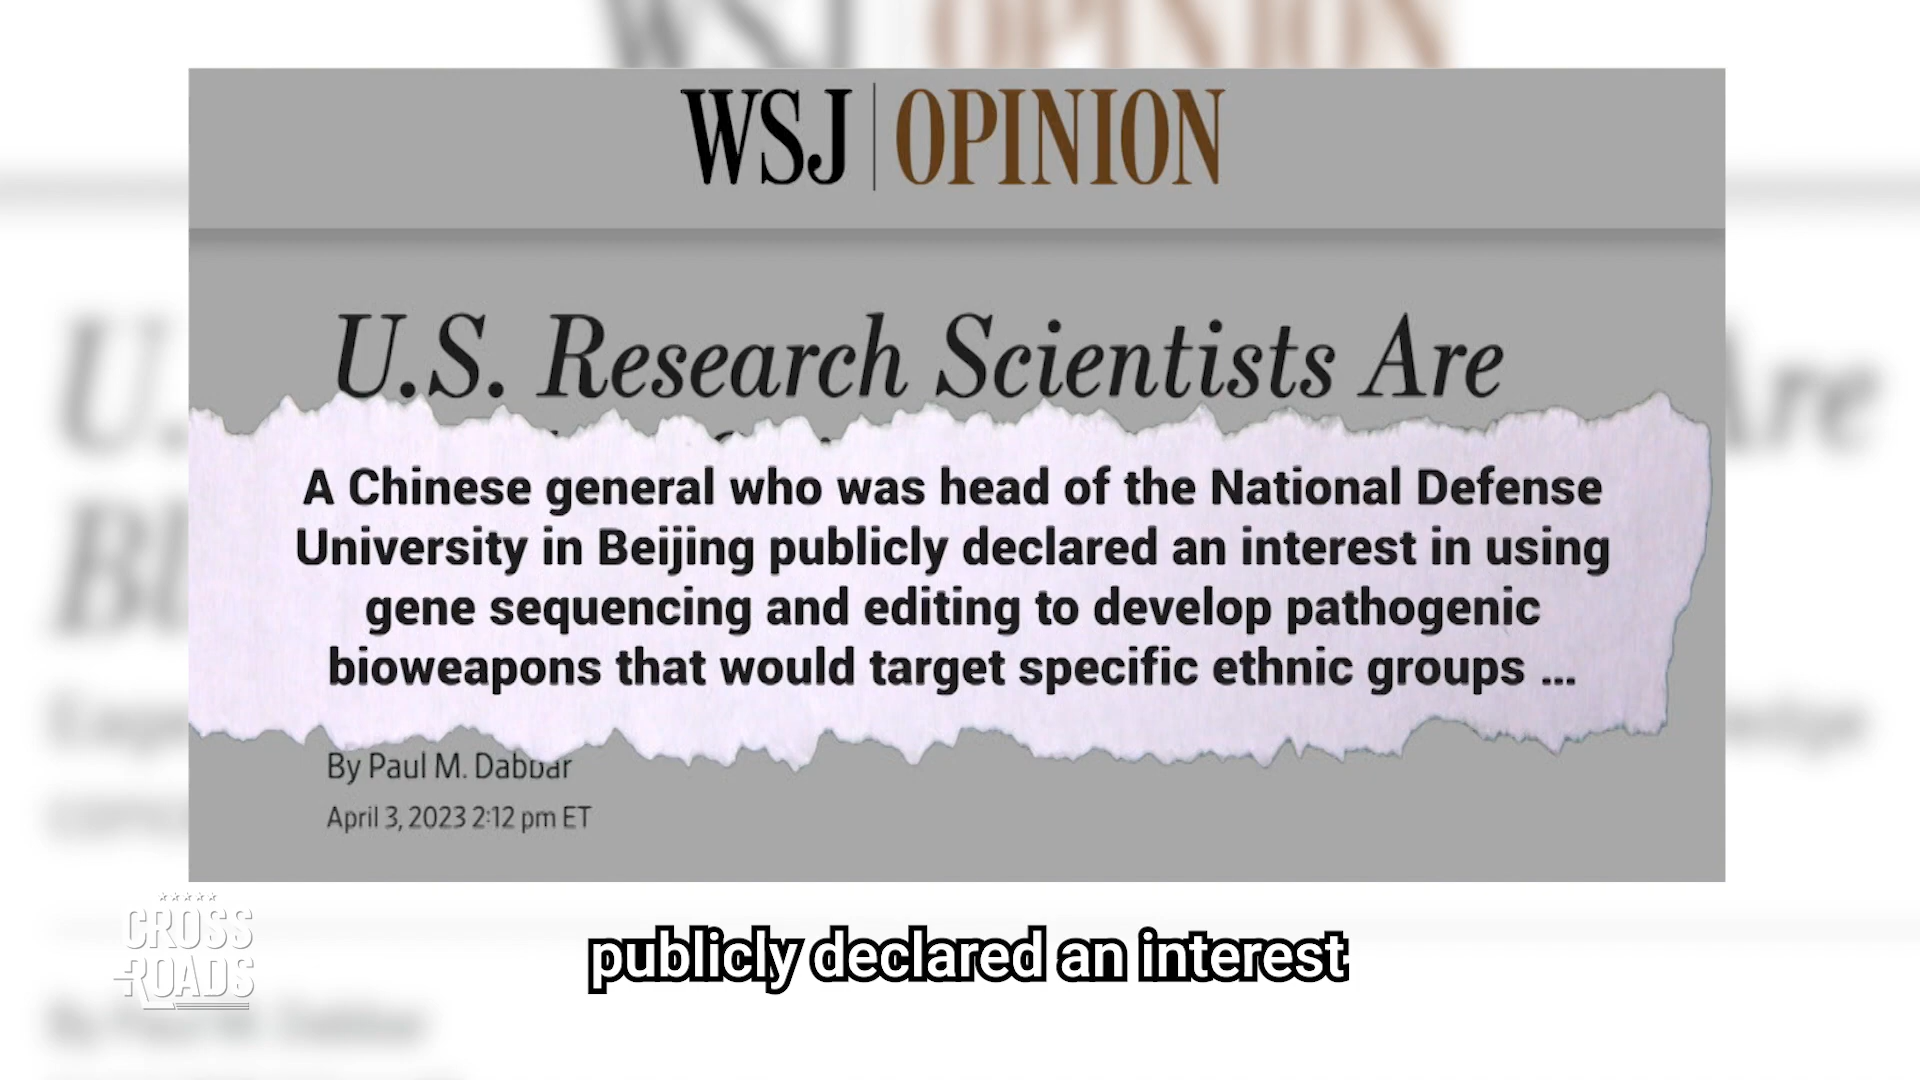 WSJ OPINION
U.S. Research Scientists Are
A Chinese general who was head of the National Defense
University in Beijing publicly declared an interest in using
gene sequencing and editing to develop pathogenic
bioweapons that would target specific ethnic groups ...
By Paul M. Dabbar
April 3, 2023 2:12 pm ET
CROSS
ROADS
publicly declared an interest